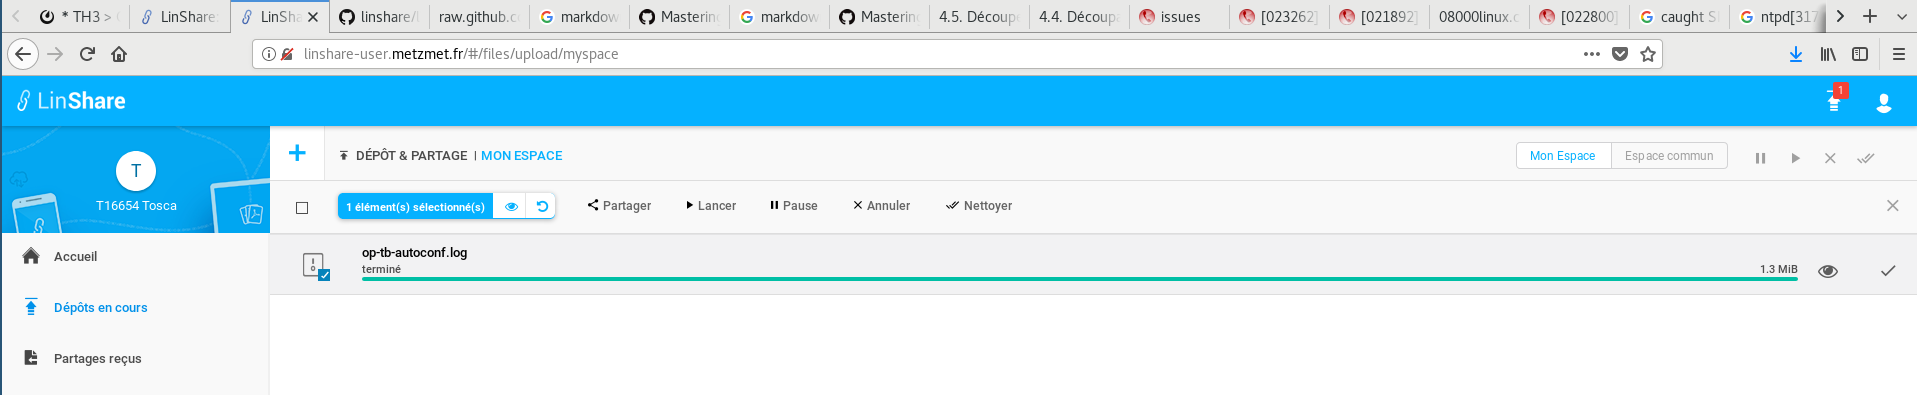 * TH3 >
LinShare:
LinSha
linshare/l
raw.github.co
markdow
Masterin
markdow
Masterin
4.5. Découp
4.4. Découpa
issues
[023262]
[021892]
08000linux.c
[022800]
caught S
ntpd[317
linshare-user.metzmet.fr/#/files/upload/myspace
LinShare
1
T
T16654 Tosca
DÉPÔT & PARTAGE | MON ESPACE
Mon Espace
Espace commun
1 élément(s) sélectionné(s)
Partager
Lancer
Pause
Annuler
Nettoyer
Accueil
Dépôts en cours
Partages reçus
op-tb-autoconf.log
terminé
1.3 MiB